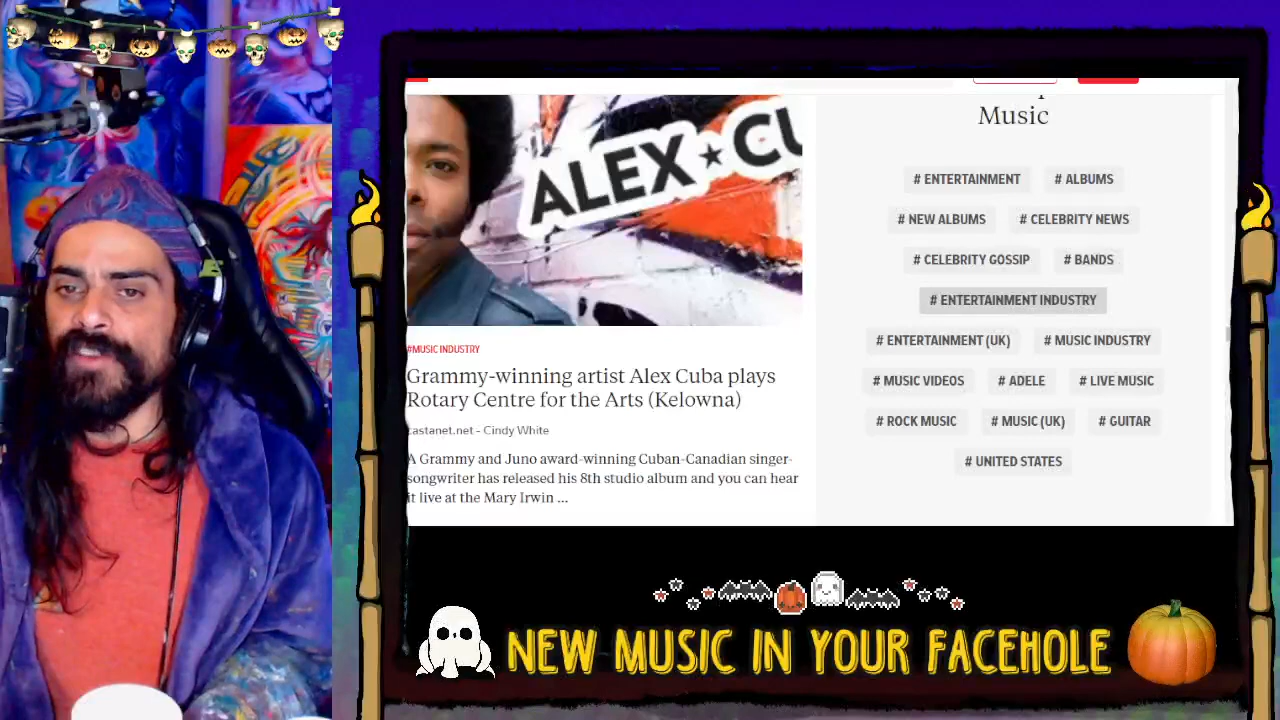 ALEX ★ CU
#MUSIC INDUSTRY
Grammy-winning artist Alex Cuba plays
Rotary Centre for the Arts (Kelowna)
castanet.net - Cindy White
A Grammy and Juno award-winning Cuban-Canadian singer-
songwriter has released his 8th studio album and you can hear
it live at the Mary Irwin ...
Music
# ENTERTAINMENT # ALBUMS
# NEW ALBUMS # CELEBRITY NEWS
# CELEBRITY GOSSIP # BANDS
# ENTERTAINMENT INDUSTRY
# ENTERTAINMENT (UK) # MUSIC INDUSTRY
# MUSIC VIDEOS # ADELE # LIVE MUSIC
# ROCK MUSIC # MUSIC (UK) # GUITAR
# UNITED STATES
NEW MUSIC IN YOUR FACEHOLE